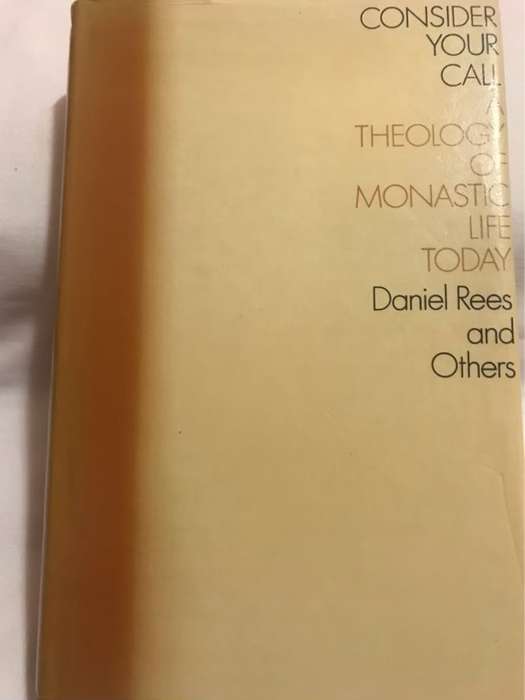 CONSIDER
YOUR
CALL
A
THEOLOGY
OF
MONASTIC
LIFE
TODAY
Daniel Rees
and
Others